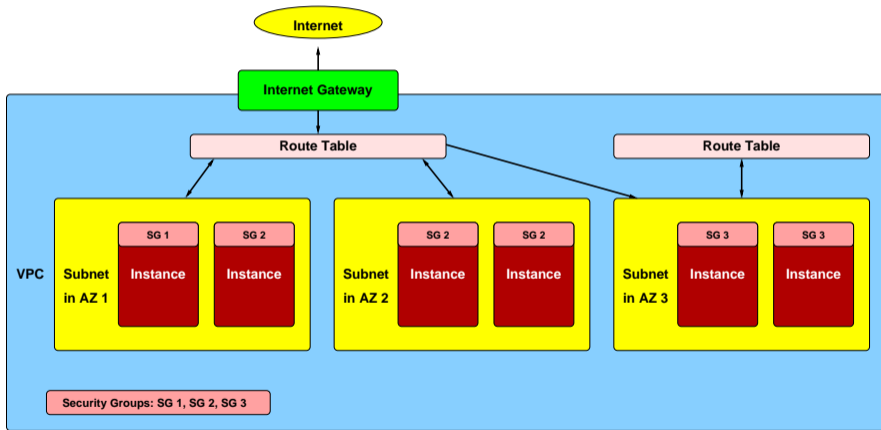 Internet
Internet Gateway
Route Table
Route Table
VPC
Subnet
in AZ 1
SG 1
Instance
SG 2
Instance
Subnet
in AZ 2
SG 2
Instance
SG 2
Instance
Subnet
in AZ 3
SG 3
Instance
SG 3
Instance
Security Groups: SG 1, SG 2, SG 3